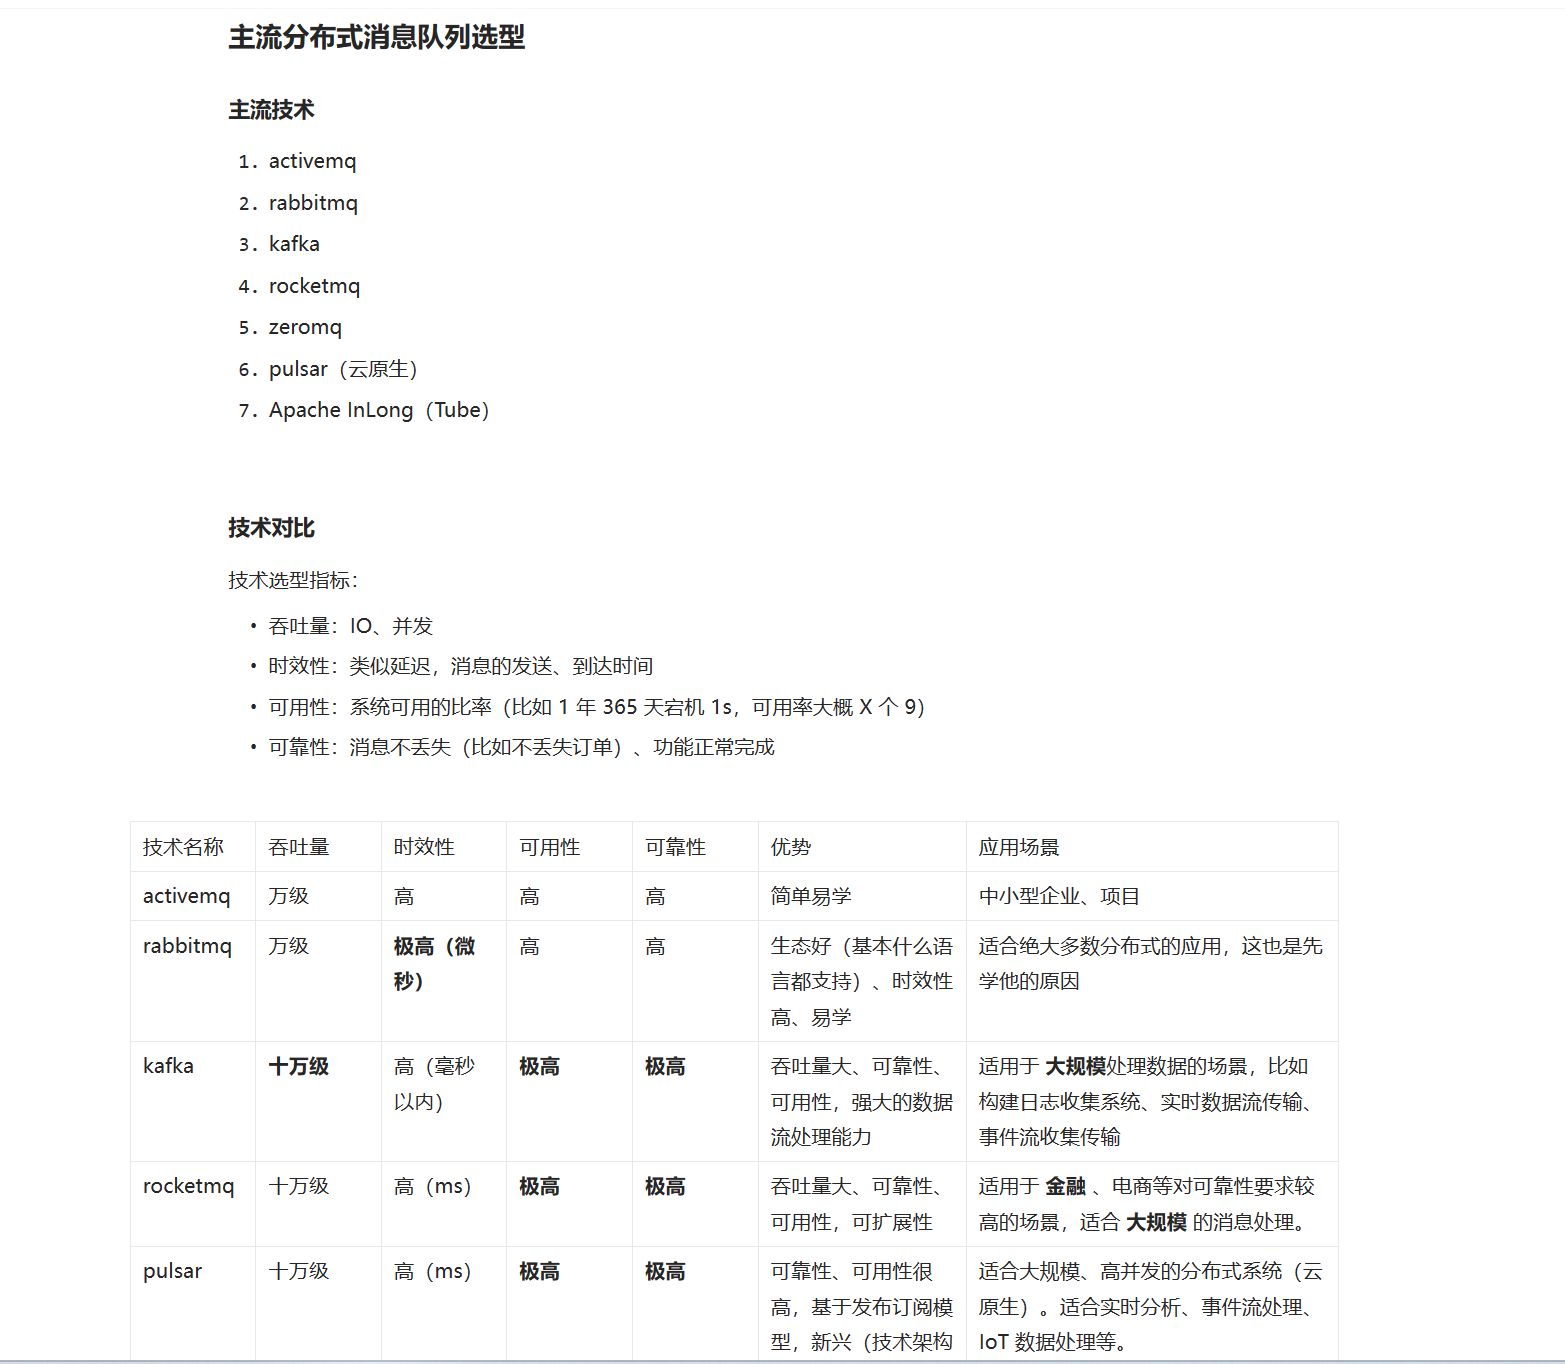 主流分布式消息队列选型
主流技术
1. activemq
2. rabbitmq
3. kafka
4. rocketmq
5. zeromq
6. pulsar（云原生）
7. Apache InLong（Tube）
技术对比
技术选型指标：
• 吞吐量：IO、并发
• 时效性：类似延迟，消息的发送、到达时间
• 可用性：系统可用的比率（比如 1 年 365 天宕机 1s，可用率大概 X 个 9）
• 可靠性：消息不丢失（比如不丢失订单）、功能正常完成
技术名称 吞吐量 时效性 可用性 可靠性 优势 应用场景
activemq 万级 高 高 高 简单易学 中小型企业、项目
rabbitmq 万级 极高（微 高 高 生态好（基本什么语 适合绝大多数分布式的应用，这也是先
秒） 言都支持）、时效性 学他的原因
高、易学
kafka 十万级 高（毫秒 极高 极高 吞吐量大、可靠性、 适用于 大规模处理数据的场景，比如
以内） 可用性，强大的数据 构建日志收集系统、实时数据流传输、
流处理能力 事件流收集传输
rocketmq 十万级 高（ms） 极高 极高 吞吐量大、可靠性、 适用于 金融 、电商等对可靠性要求较
可用性，可扩展性 高的场景，适合 大规模 的消息处理。
pulsar 十万级 高（ms） 极高 极高 可靠性、可用性很 适合大规模、高并发的分布式系统（云
高，基于发布订阅模 原生）。适合实时分析、事件流处理、
型，新兴（技术架构 IoT 数据处理等。